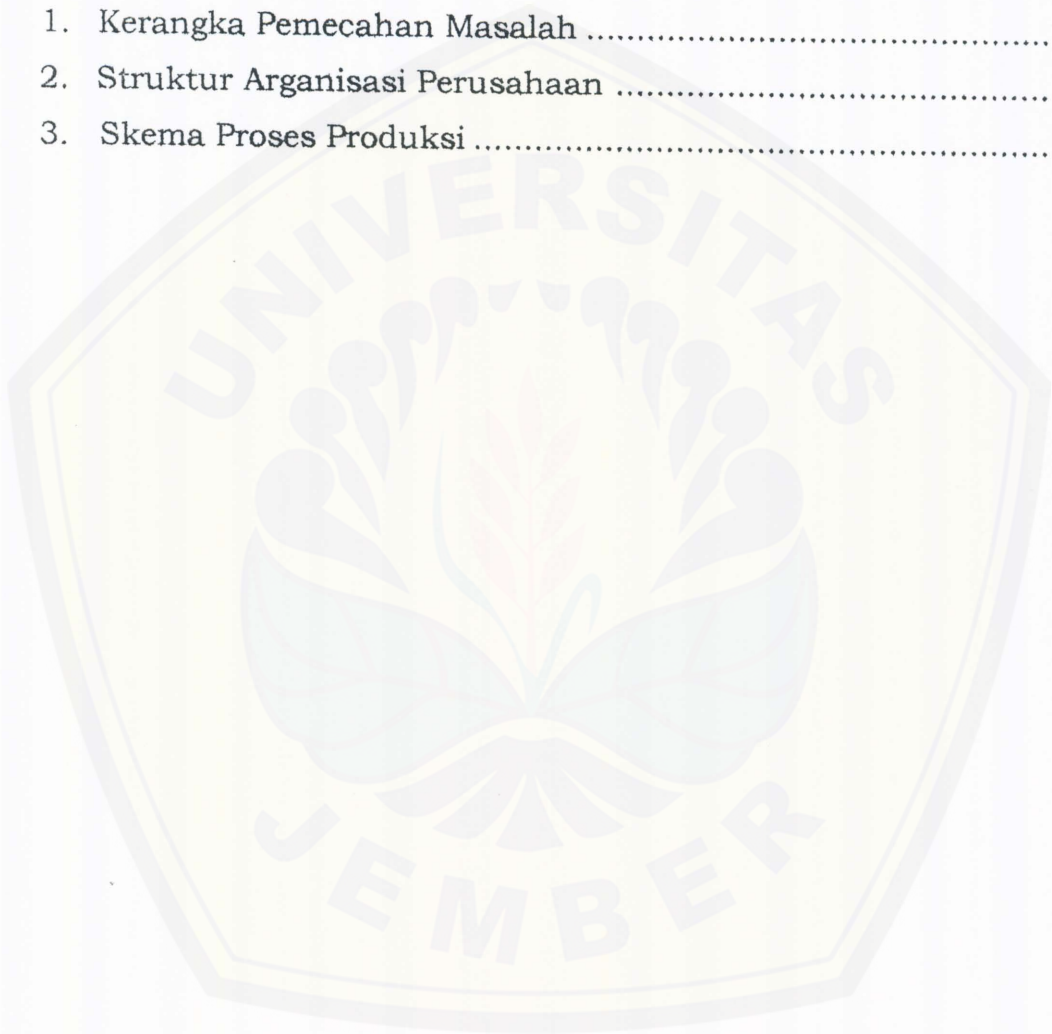 1. Kerangka Pemecahan Masalah ................................................
2. Struktur Arganisasi Perusahaan .............................................
3. Skema Proses Produksi ............................................................
UNIVERSITAS
JEMBER